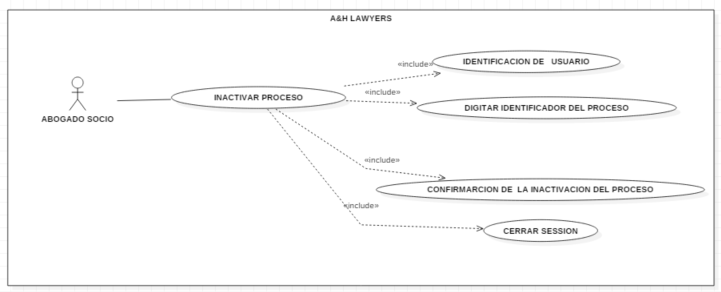 A&H LAWYERS
«include»
IDENTIFICACION DE USUARIO
«include»
INACTIVAR PROCESO
DIGITAR IDENTIFICADOR DEL PROCESO
ABOGADO SOCIO
«include»
CONFIRMARCION DE LA INACTIVACION DEL PROCESO
«include»
CERRAR SESSION